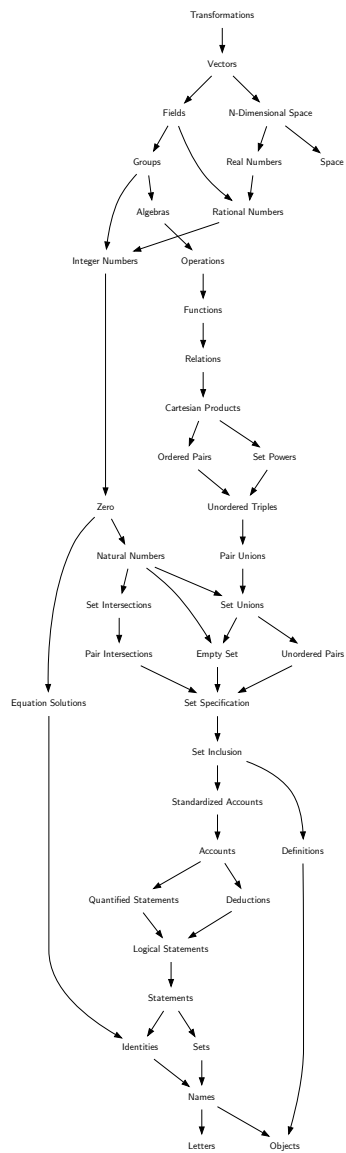 Transformations
Vectors
Fields
N-Dimensional Space
Groups
Real Numbers
Space
Algebras
Rational Numbers
Integer Numbers
Operations
Functions
Relations
Cartesian Products
Ordered Pairs
Set Powers
Zero
Unordered Triples
Natural Numbers
Pair Unions
Set Intersections
Set Unions
Pair Intersections
Empty Set
Unordered Pairs
Equation Solutions
Set Specification
Set Inclusion
Standardized Accounts
Accounts
Definitions
Quantified Statements
Deductions
Logical Statements
Statements
Identities
Sets
Names
Letters
Objects